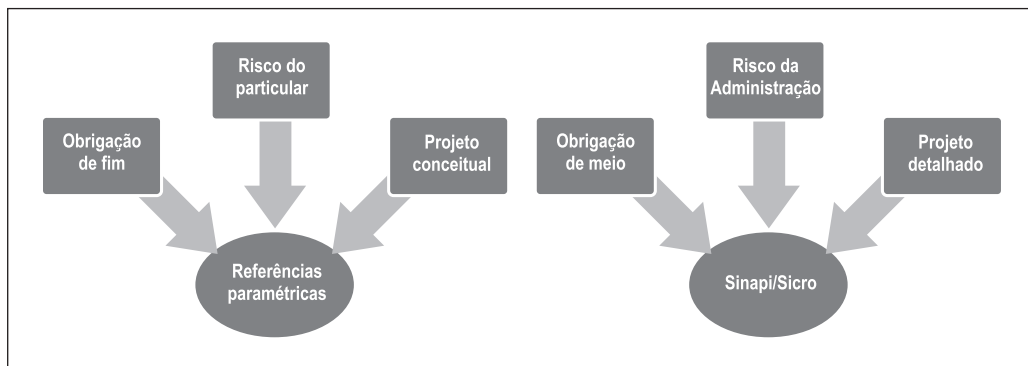 Risco do
particular
Obrigação
de fim
Projeto
conceitual
Referências
paramétricas
Risco da
Administração
Obrigação
de meio
Projeto
detalhado
Sinapi/Sicro